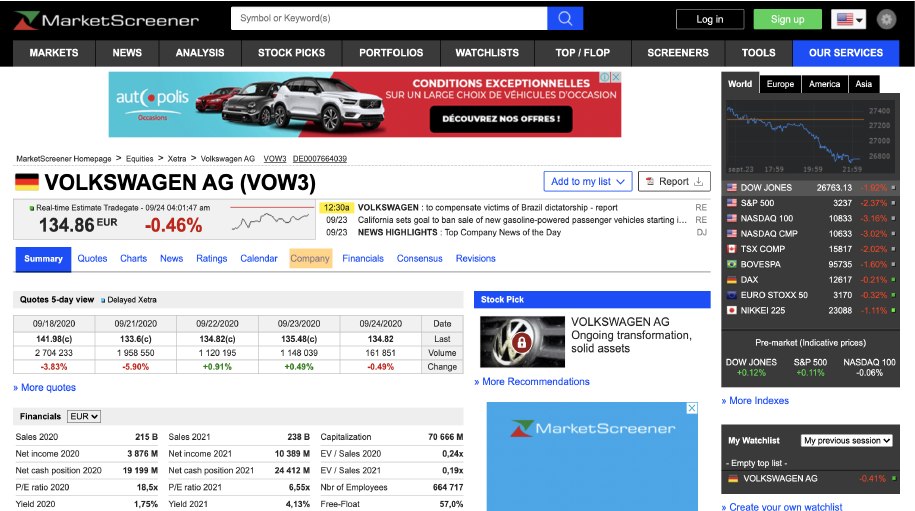 MarketScreener
Symbol or Keyword(s)
Log in
Sign up
MARKETS NEWS ANALYSIS STOCK PICKS PORTFOLIOS WATCHLISTS TOP / FLOP SCREENERS TOOLS OUR SERVICES
autopolis
Occasions
CONDITIONS EXCEPTIONNELLES
SUR UN LARGE CHOIX DE VÉHICULES D'OCCASION
DÉCOUVREZ NOS OFFRES !
MarketScreener Homepage > Equities > Xetra > Volkswagen AG VOW3 DE0007664039
VOLKSWAGEN AG (VOW3)
Add to my list
Report
Real-time Estimate Tradegate - 09/24 04:01:47 am
134.86 EUR -0.46%
12:30a VOLKSWAGEN : to compensate victims of Brazil dictatorship - report RE
09/23 California sets goal to ban sale of new gasoline-powered passenger vehicles starting i... RE
09/23 NEWS HIGHLIGHTS : Top Company News of the Day DJ
Summary Quotes Charts News Ratings Calendar Company Financials Consensus Revisions
Quotes 5-day view Delayed Xetra
09/18/2020 09/21/2020 09/22/2020 09/23/2020 09/24/2020 Date
141.98(c) 133.6(c) 134.82(c) 135.48(c) 134.82 Last
2 704 233 1 958 550 1 120 195 1 148 039 161 851 Volume
-3.83% -5.90% +0.91% +0.49% -0.49% Change
» More quotes
Financials EUR
Sales 2020 215 B Sales 2021 238 B Capitalization 70 666 M
Net income 2020 3 876 M Net income 2021 10 389 M EV / Sales 2020 0,24x
Net cash position 2020 19 199 M Net cash position 2021 24 412 M EV / Sales 2021 0,19x
P/E ratio 2020 18,5x P/E ratio 2021 6,55x Nbr of Employees 664 717
Yield 2020 1,75% Yield 2021 4,13% Free-Float 57,0%
Stock Pick
VOLKSWAGEN AG
Ongoing transformation,
solid assets
» More Recommendations
MarketScreener
World Europe America Asia
27400
27200
27000
26800
sept.23 17:59 19:59 21:59
DOW JONES 26763.13 -1.92%
S&P 500 3237 -2.37%
NASDAQ 100 10833 -3.16%
NASDAQ CMP 10633 -3.02%
TSX COMP 15817 -2.02%
BOVESPA 95735 -1.60%
DAX 12617 -0.21%
EURO STOXX 50 3170 -0.32%
NIKKEI 225 23088 -1.11%
Pre-market (Indicative prices)
DOW JONES S&P 500 NASDAQ 100
+0.12% +0.11% -0.06%
» More Indexes
My Watchlist My previous session
- Empty top list -
VOLKSWAGEN AG -0.41%
» Create your own watchlist